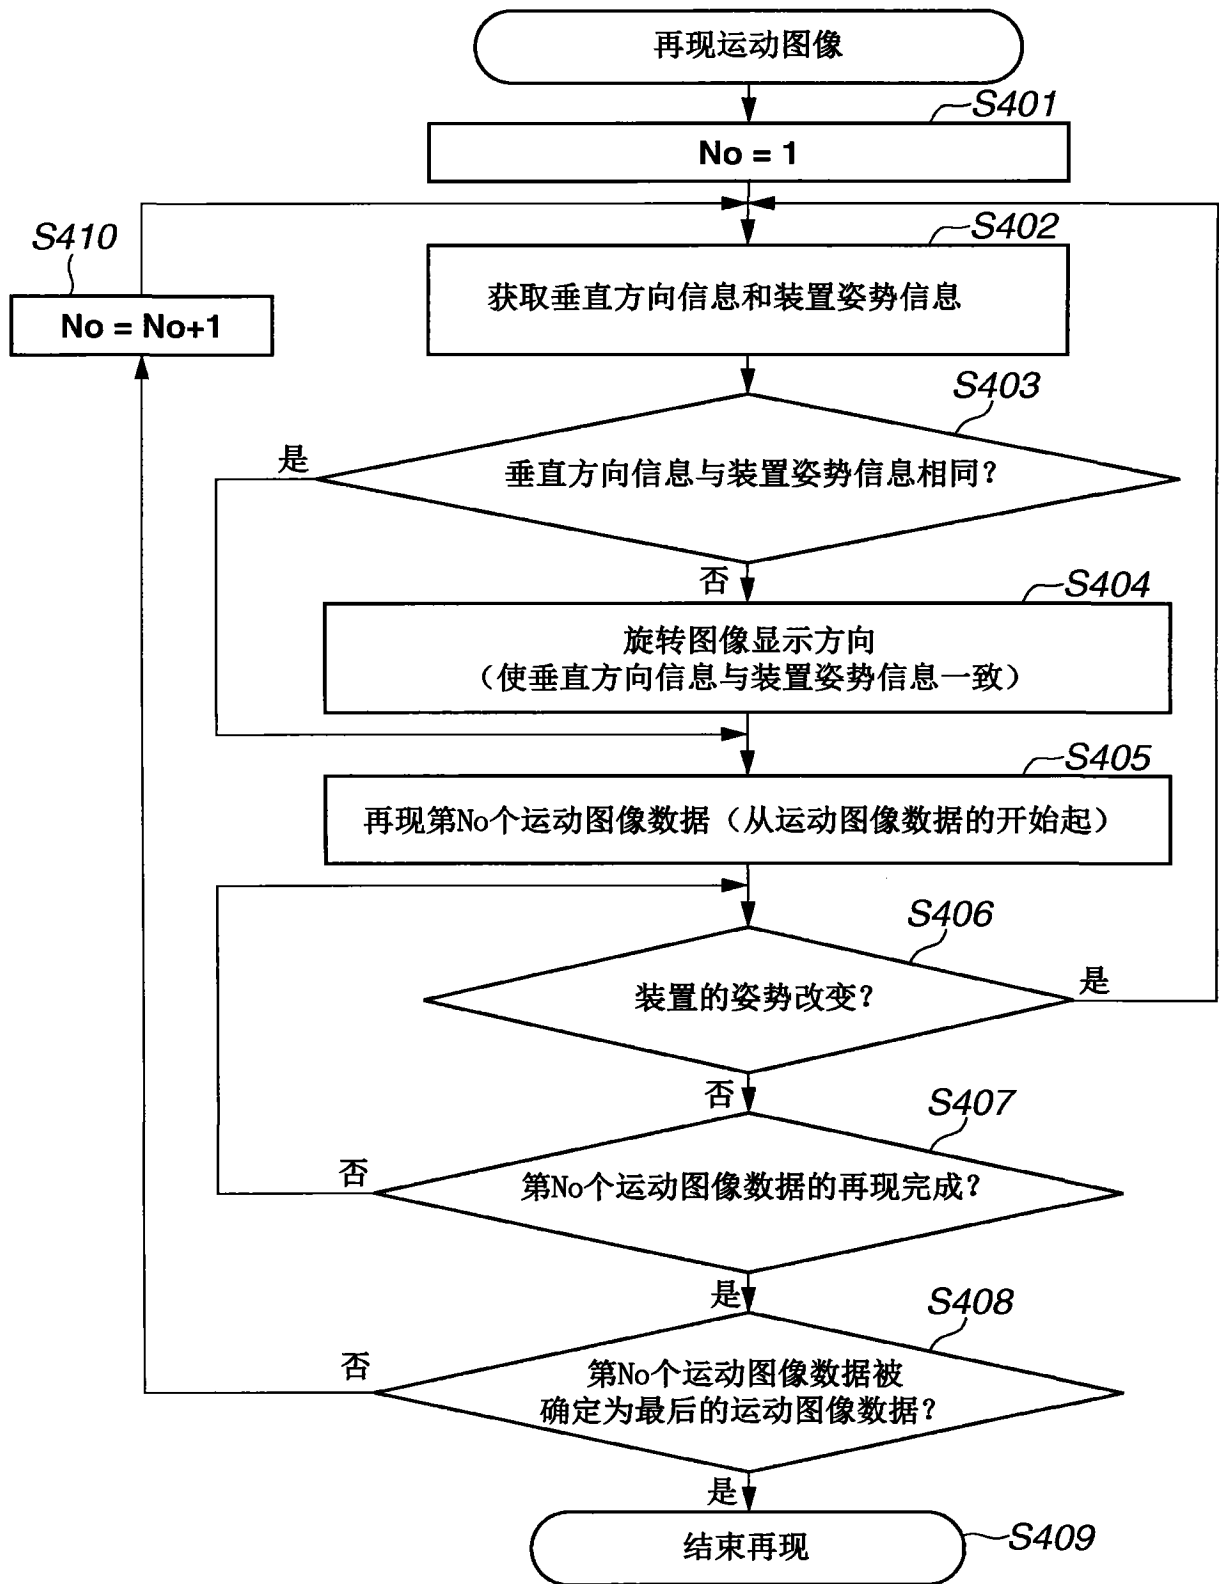 再现运动图像
S401
No = 1
S410
No = No+1
S402
获取垂直方向信息和装置姿势信息
S403
是
垂直方向信息与装置姿势信息相同？
否
S404
旋转图像显示方向
（使垂直方向信息与装置姿势信息一致）
S405
再现第No个运动图像数据（从运动图像数据的开始起）
S406
装置的姿势改变？
是
否
S407
否
第No个运动图像数据的再现完成？
是
S408
否
第No个运动图像数据被
确定为最后的运动图像数据？
是
结束再现
S409